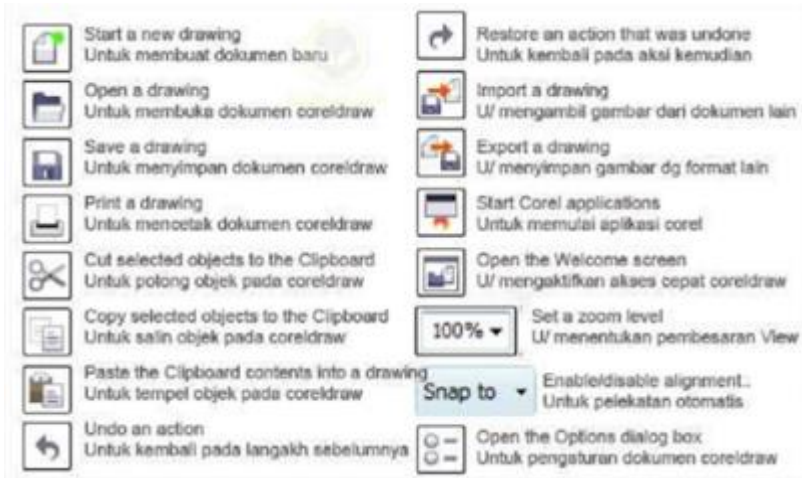 Start a new drawing
Untuk membuat dokumen baru
Open a drawing
Untuk membuka dokumen coreldraw
Save a drawing
Untuk menyimpan dokumen coreldraw
Print a drawing
Untuk mencetak dokumen coreldraw
Cut selected objects to the Clipboard
Untuk potong objek pada coreldraw
Copy selected objects to the Clipboard
Untuk salin objek pada coreldraw
Paste the Clipboard contents into a drawing
Untuk tempel objek pada coreldraw
Undo an action
Untuk kembali pada langakh sebelumnya
Restore an action that was undone
Untuk kembali pada aksi kemudian
Import a drawing
U/ mengambil gambar dari dokumen lain
Export a drawing
U/ menyimpan gambar dg format lain
Start Corel applications
Untuk memulai aplikasi corel
Open the Welcome screen
U/ mengaktifkan akses cepat coreldraw
100%
Set a zoom level
U/ menentukan pembesaran View
Snap to
Enable/disable alignment..
Untuk pelekatan otomatis
Open the Options dialog box
Untuk pengaturan dokumen coreldraw